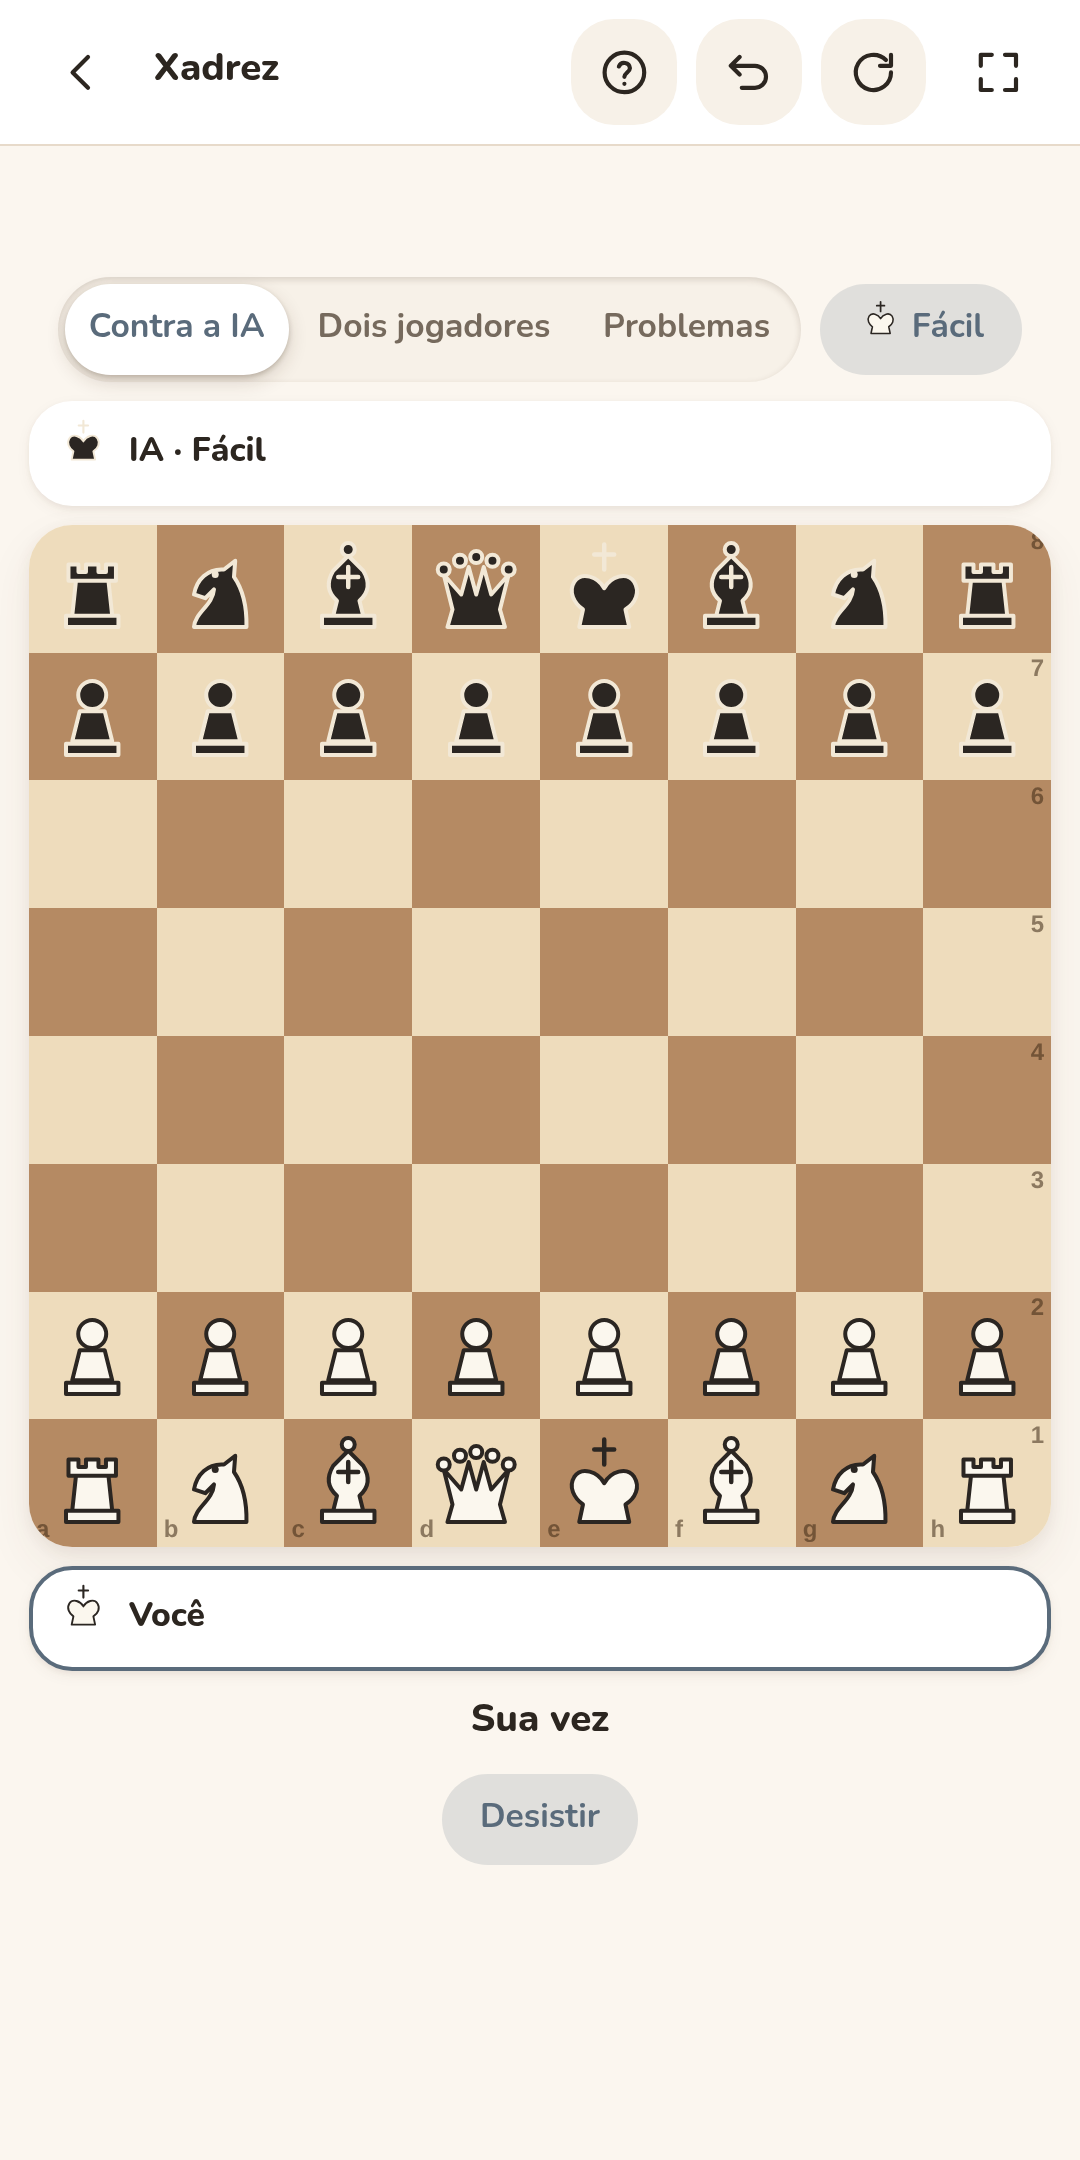 Xadrez
Contra a IA Dois jogadores Problemas Fácil
IA · Fácil
8
7
6
5
4
3
2
1
a b c d e f g h
Você
Sua vez
Desistir